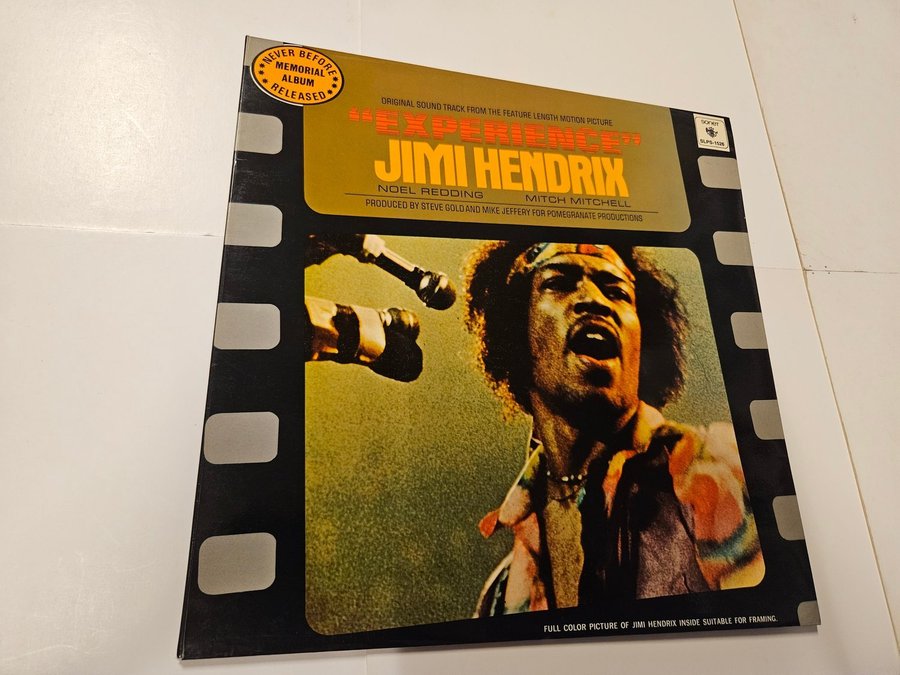 NEVER BEFORE
MEMORIAL
ALBUM
RELEASED
ORIGINAL SOUND TRACK FROM THE FEATURE LENGTH MOTION PICTURE
"EXPERIENCE"
JIMI HENDRIX
NOEL REDDING MITCH MITCHELL
PRODUCED BY STEVE GOLD AND MIKE JEFFERY FOR POMEGRANATE PRODUCTIONS
sonet
SLPS-1526
FULL COLOR PICTURE OF JIMI HENDRIX INSIDE SUITABLE FOR FRAMING.